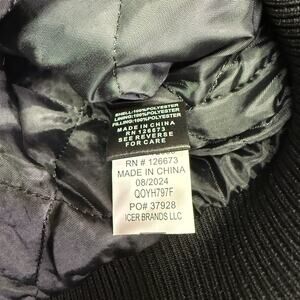 SHELL:100%POLYESTER
LINING:100%POLYESTER
FILLING:100%POLYESTER
MADE IN CHINA
RN 126673
SEE REVERSE
FOR CARE
RN # 126673
MADE IN CHINA
08/2024
QOYH797F
PO# 37928
ICER BRANDS LLC